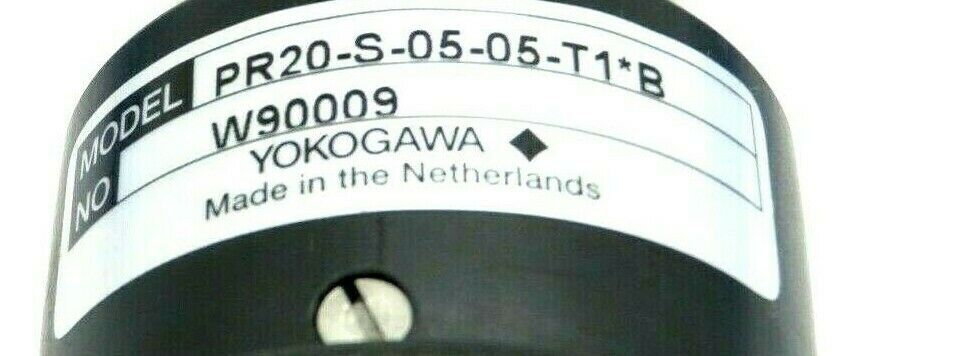 MODEL PR20-S-05-05-T1*B
NO W90009
YOKOGAWA
Made in the Netherlands